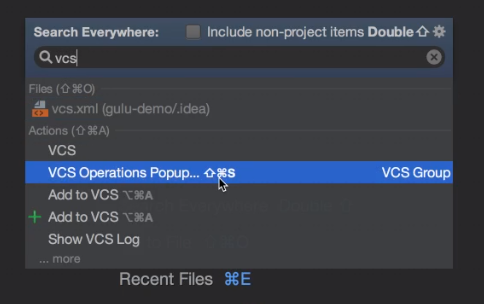 Search Everywhere: Include non-project items Double ⇧
vcs
Files (⇧⌘O)
vcs.xml (gulu-demo/.idea)
Actions (⇧⌘A)
VCS
VCS Operations Popup... ⇧⌘S VCS Group
Add to VCS ⌥⌘A
Add to VCS ⌥⌘A
Show VCS Log
... more
Recent Files ⌘E